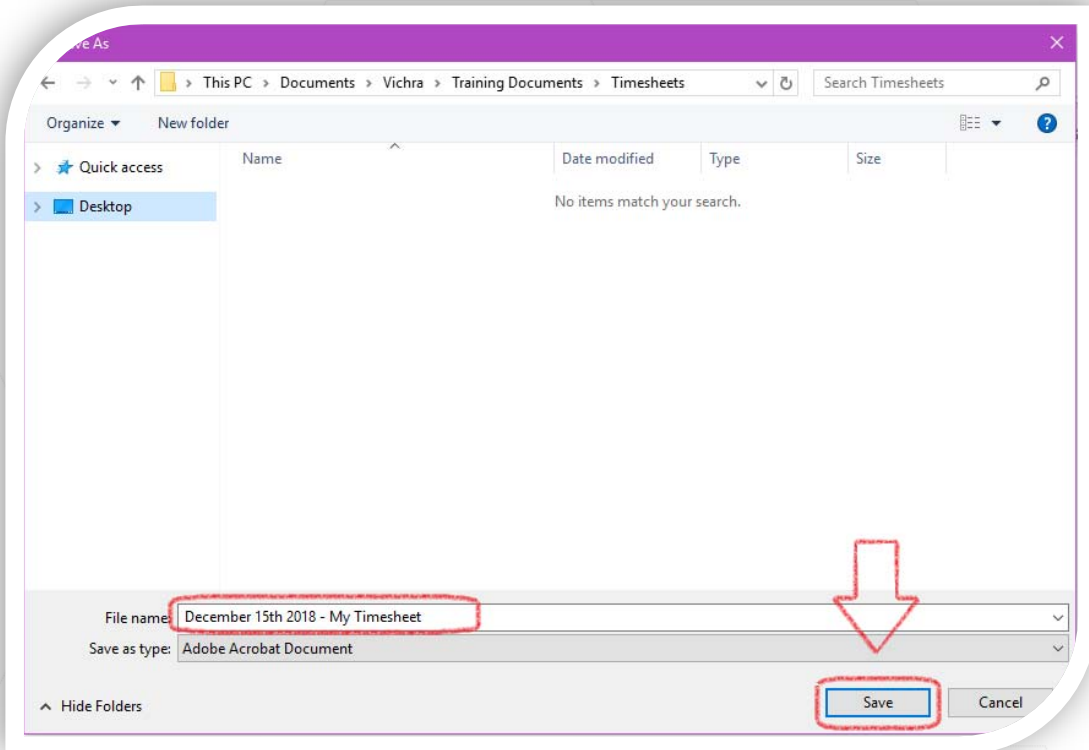 ve As
This PC > Documents > Vichra > Training Documents > Timesheets
Search Timesheets
Organize
New folder
?
Quick access
Desktop
Name
Date modified
Type
Size
No items match your search.
File name: December 15th 2018 - My Timesheet
Save as type: Adobe Acrobat Document
Hide Folders
Save
Cancel